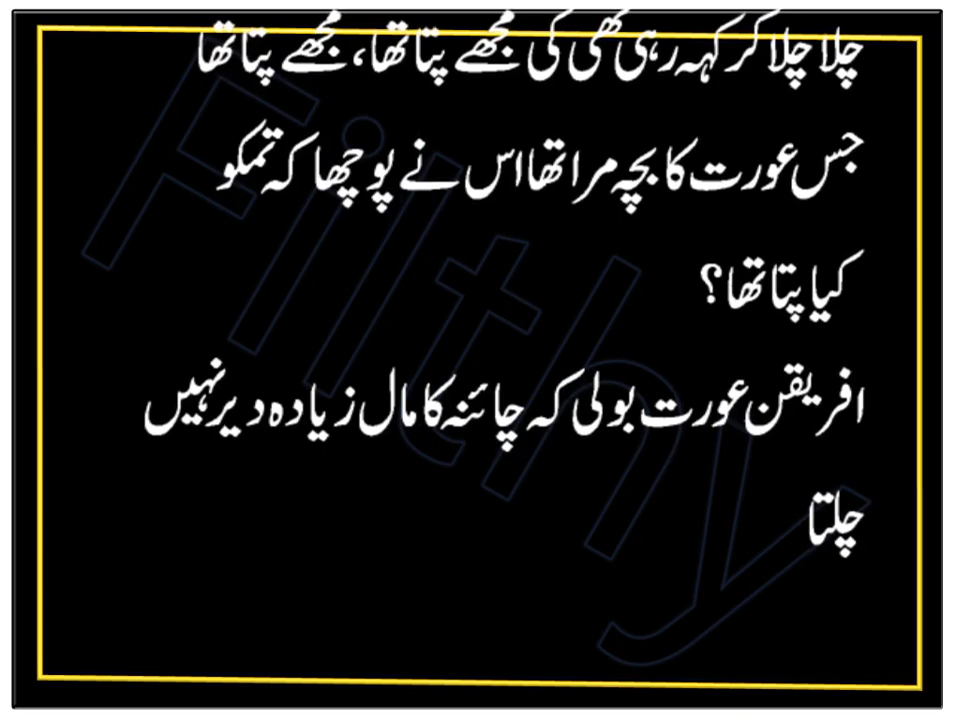 چلا چلا کر کہہ رہی تھی کی مجھے پتا تھا، مجھے پتا تھا
جس عورت کا بچہ مرا تھا اس نے پوچھا کہ تمکو
کیا پتا تھا؟
افریقن عورت بولی کہ چائنہ کا مال زیادہ دیر نہیں
چلتا
Filthy